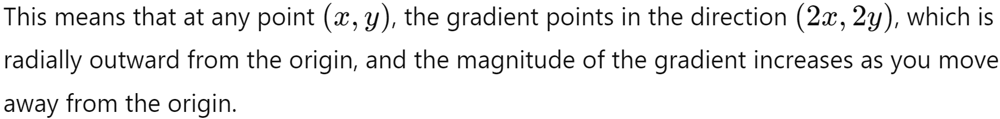 This means that at any point (x, y), the gradient points in the direction (2x, 2y), which is
radially outward from the origin, and the magnitude of the gradient increases as you move
away from the origin.